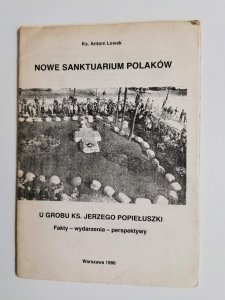 Ks. Antoni Lewek
NOWE SANKTUARIUM POLAKÓW
U GROBU KS. JERZEGO POPIEŁUSZKI
Fakty – wydarzenia – perspektywy
Warszawa 1986